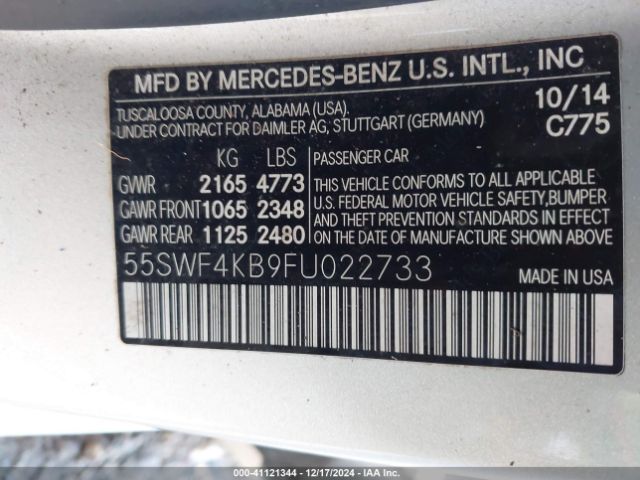 MFD BY MERCEDES-BENZ U.S. INTL., INC
TUSCALOOSA COUNTY, ALABAMA (USA). 10/14
UNDER CONTRACT FOR DAIMLER AG, STUTTGART (GERMANY) C775
KG LBS PASSENGER CAR
GVWR 2165 4773 THIS VEHICLE CONFORMS TO ALL APPLICABLE
U.S. FEDERAL MOTOR VEHICLE SAFETY,BUMPER
GAWR FRONT 1065 2348 AND THEFT PREVENTION STANDARDS IN EFFECT
GAWR REAR 1125 2480 ON THE DATE OF MANUFACTURE SHOWN ABOVE.
55SWF4KB9FU022733 MADE IN USA
000-41121344 | 12/17/2024 - IAA Inc.